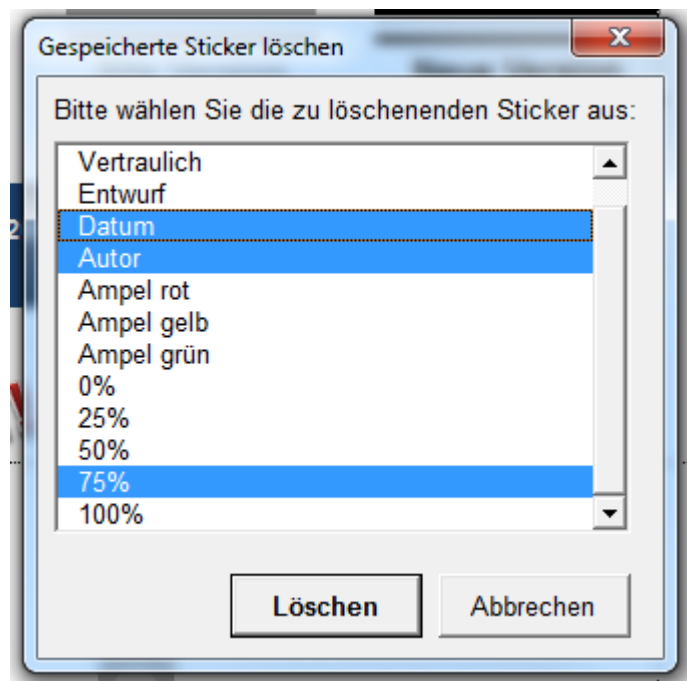 Gespeicherte Sticker löschen
Bitte wählen Sie die zu löschenenden Sticker aus:
Vertraulich
Entwurf
Datum
Autor
Ampel rot
Ampel gelb
Ampel grün
0%
25%
50%
75%
100%
Löschen
Abbrechen
2